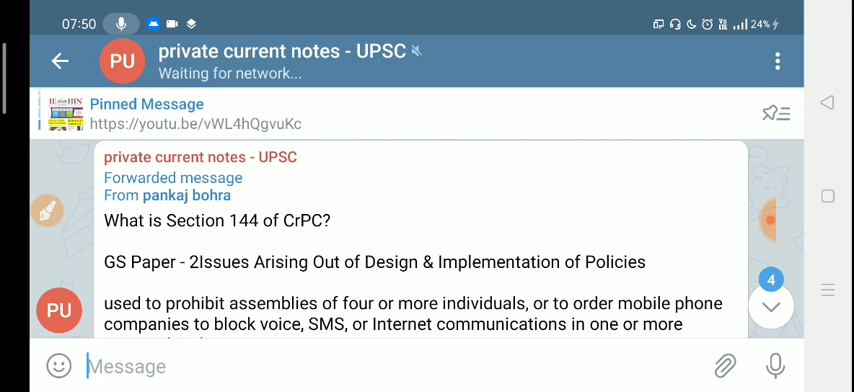 07:50
24%
PU
private current notes - UPSC
Waiting for network...
Pinned Message
https://youtu.be/vWL4hQgvuKc
private current notes - UPSC
Forwarded message
From pankaj bohra
What is Section 144 of CrPC?
GS Paper - 2Issues Arising Out of Design & Implementation of Policies
used to prohibit assemblies of four or more individuals, or to order mobile phone
companies to block voice, SMS, or Internet communications in one or more
PU
4
Message